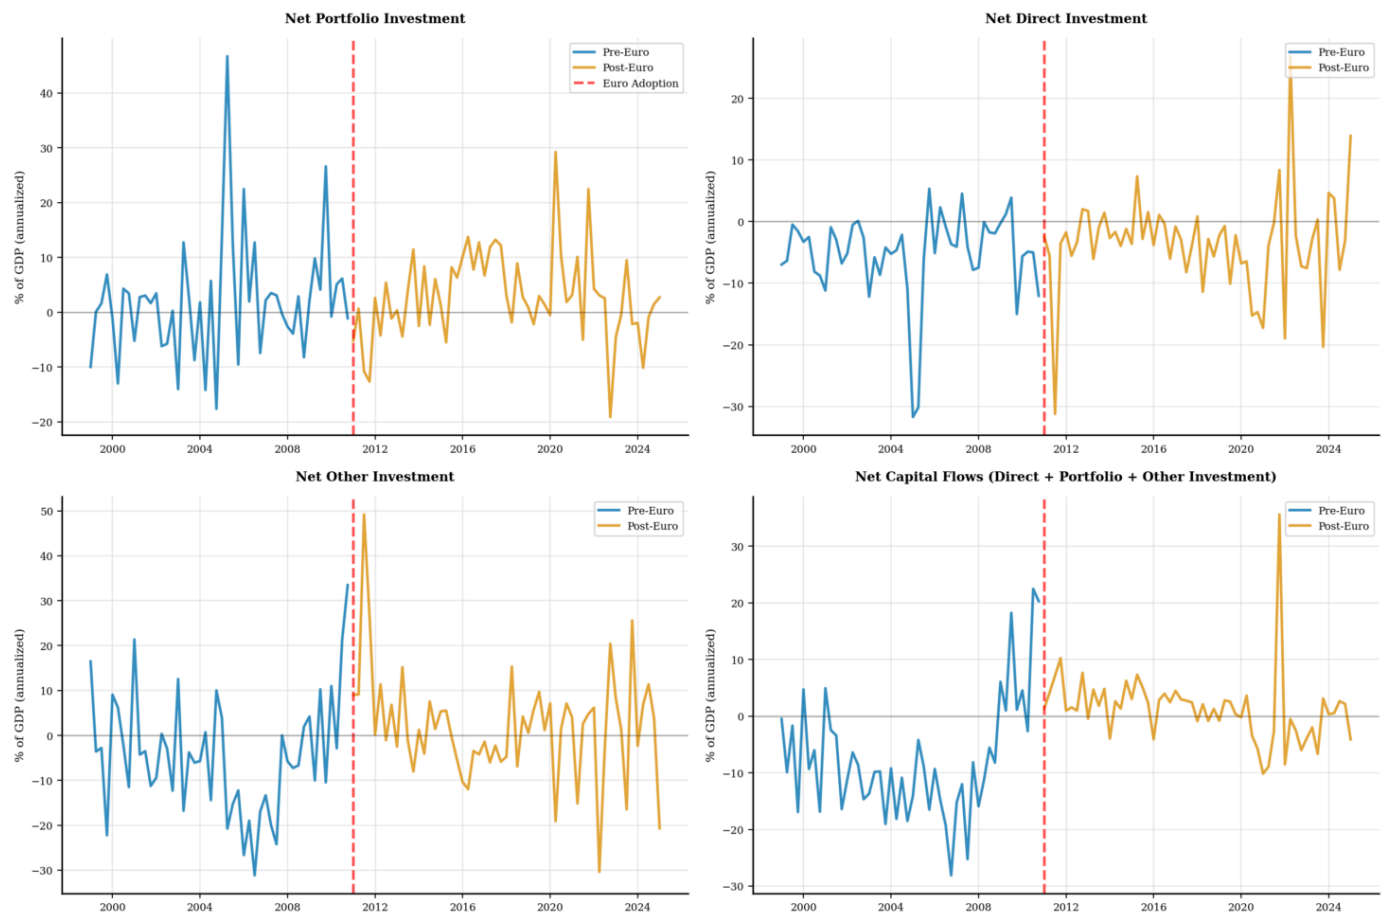 Net Portfolio Investment
% of GDP (annualized)
40
30
20
10
0
−10
−20
2000 2004 2008 2012 2016 2020 2024
Pre-Euro
Post-Euro
Euro Adoption
Net Direct Investment
% of GDP (annualized)
20
10
0
−10
−20
−30
2000 2004 2008 2012 2016 2020 2024
Pre-Euro
Post-Euro
Net Other Investment
% of GDP (annualized)
50
40
30
20
10
0
−10
−20
−30
2000 2004 2008 2012 2016 2020 2024
Pre-Euro
Post-Euro
Net Capital Flows (Direct + Portfolio + Other Investment)
% of GDP (annualized)
30
20
10
0
−10
−20
−30
2000 2004 2008 2012 2016 2020 2024
Pre-Euro
Post-Euro